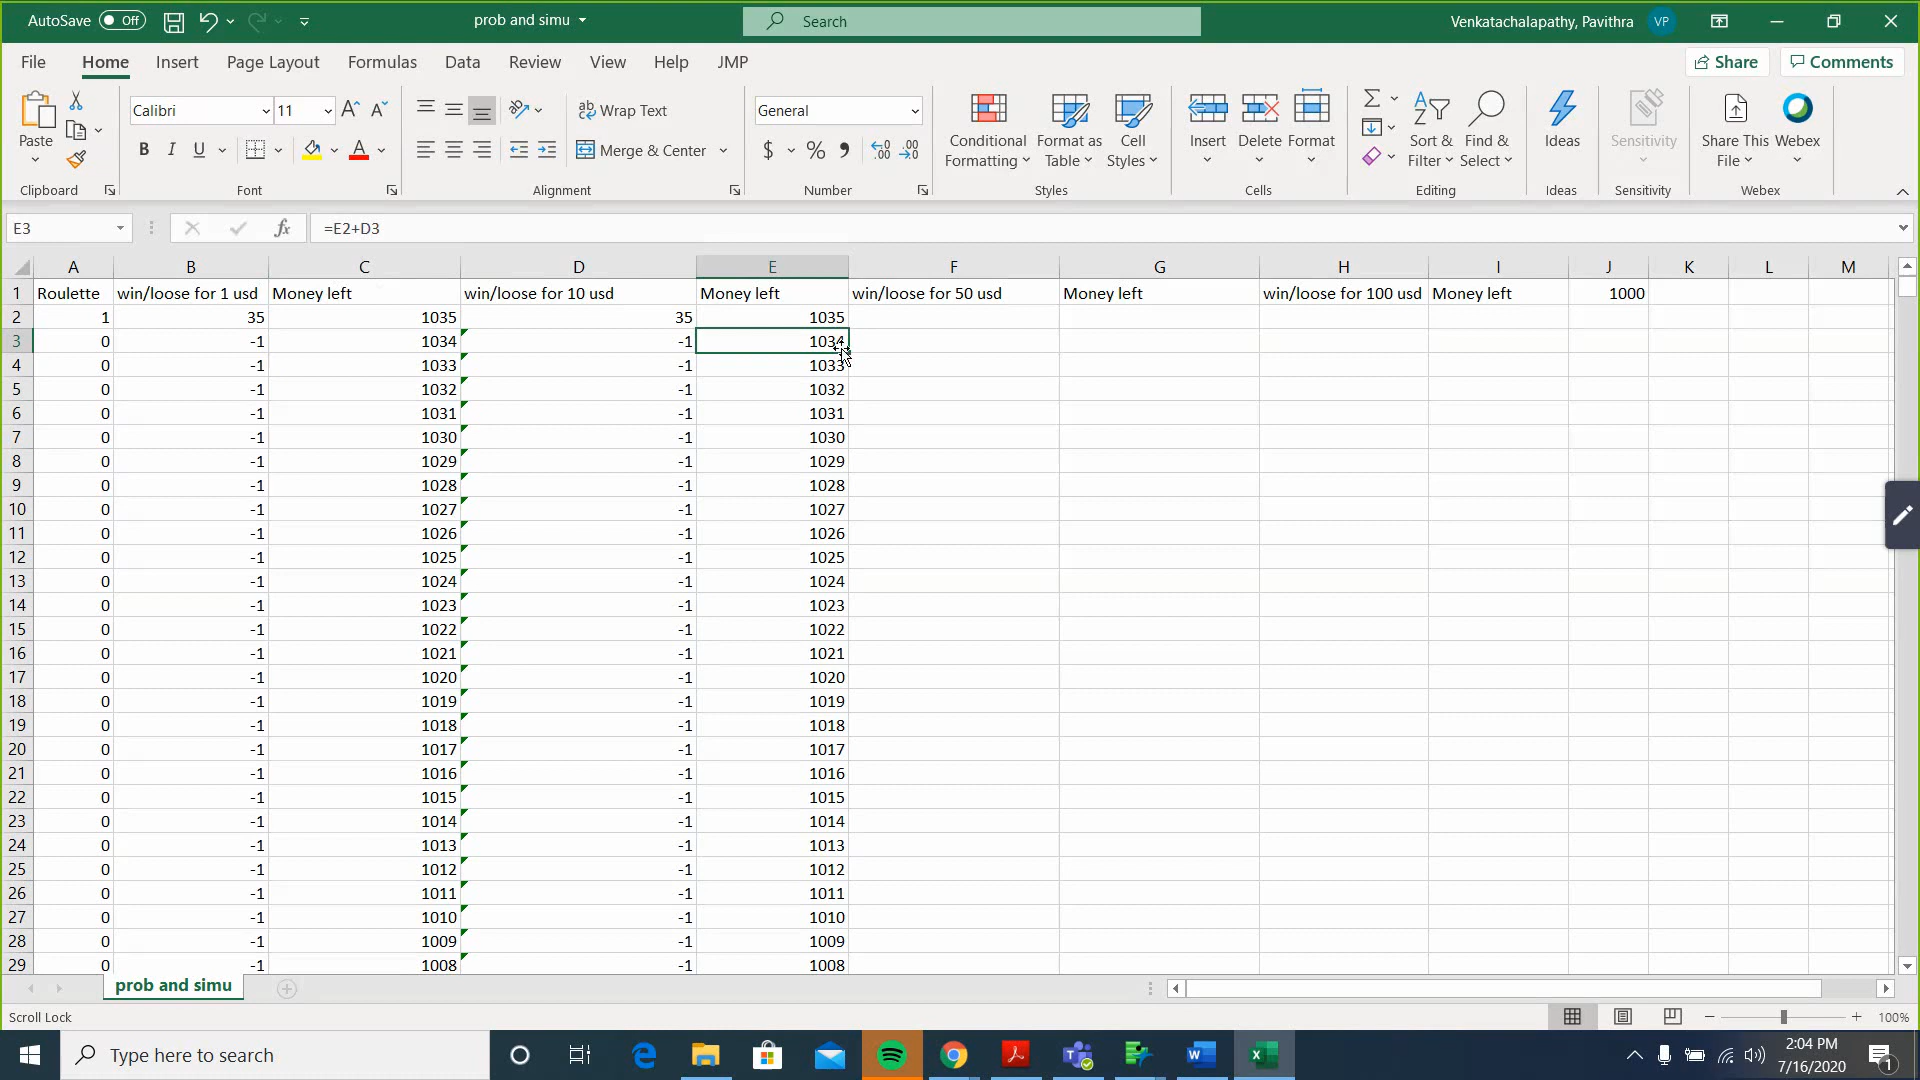 AutoSave Off prob and simu Search Venkatachalapathy, Pavithra VP
File Home Insert Page Layout Formulas Data Review View Help JMP Share Comments
Calibri 11 A A ab Wrap Text General Σ
Paste B I U A Merge & Center $ % Conditional Formatting Format as Table Cell Styles Insert Delete Format Sort & Filter Find & Select Ideas Sensitivity Share This File Webex
Clipboard Font Alignment Number Styles Cells Editing Ideas Sensitivity Webex
E3 fx =E2+D3
A B C D E F G H I J K L M
1 Roulette win/loose for 1 usd Money left win/loose for 10 usd Money left win/loose for 50 usd Money left win/loose for 100 usd Money left 1000
2 1 35 1035 35 1035
3 0 -1 1034 -1 1034
4 0 -1 1033 -1 1033
5 0 -1 1032 -1 1032
6 0 -1 1031 -1 1031
7 0 -1 1030 -1 1030
8 0 -1 1029 -1 1029
9 0 -1 1028 -1 1028
10 0 -1 1027 -1 1027
11 0 -1 1026 -1 1026
12 0 -1 1025 -1 1025
13 0 -1 1024 -1 1024
14 0 -1 1023 -1 1023
15 0 -1 1022 -1 1022
16 0 -1 1021 -1 1021
17 0 -1 1020 -1 1020
18 0 -1 1019 -1 1019
19 0 -1 1018 -1 1018
20 0 -1 1017 -1 1017
21 0 -1 1016 -1 1016
22 0 -1 1015 -1 1015
23 0 -1 1014 -1 1014
24 0 -1 1013 -1 1013
25 0 -1 1012 -1 1012
26 0 -1 1011 -1 1011
27 0 -1 1010 -1 1010
28 0 -1 1009 -1 1009
29 0 -1 1008 -1 1008
prob and simu
Scroll Lock 100%
Type here to search 2:04 PM
7/16/2020 1